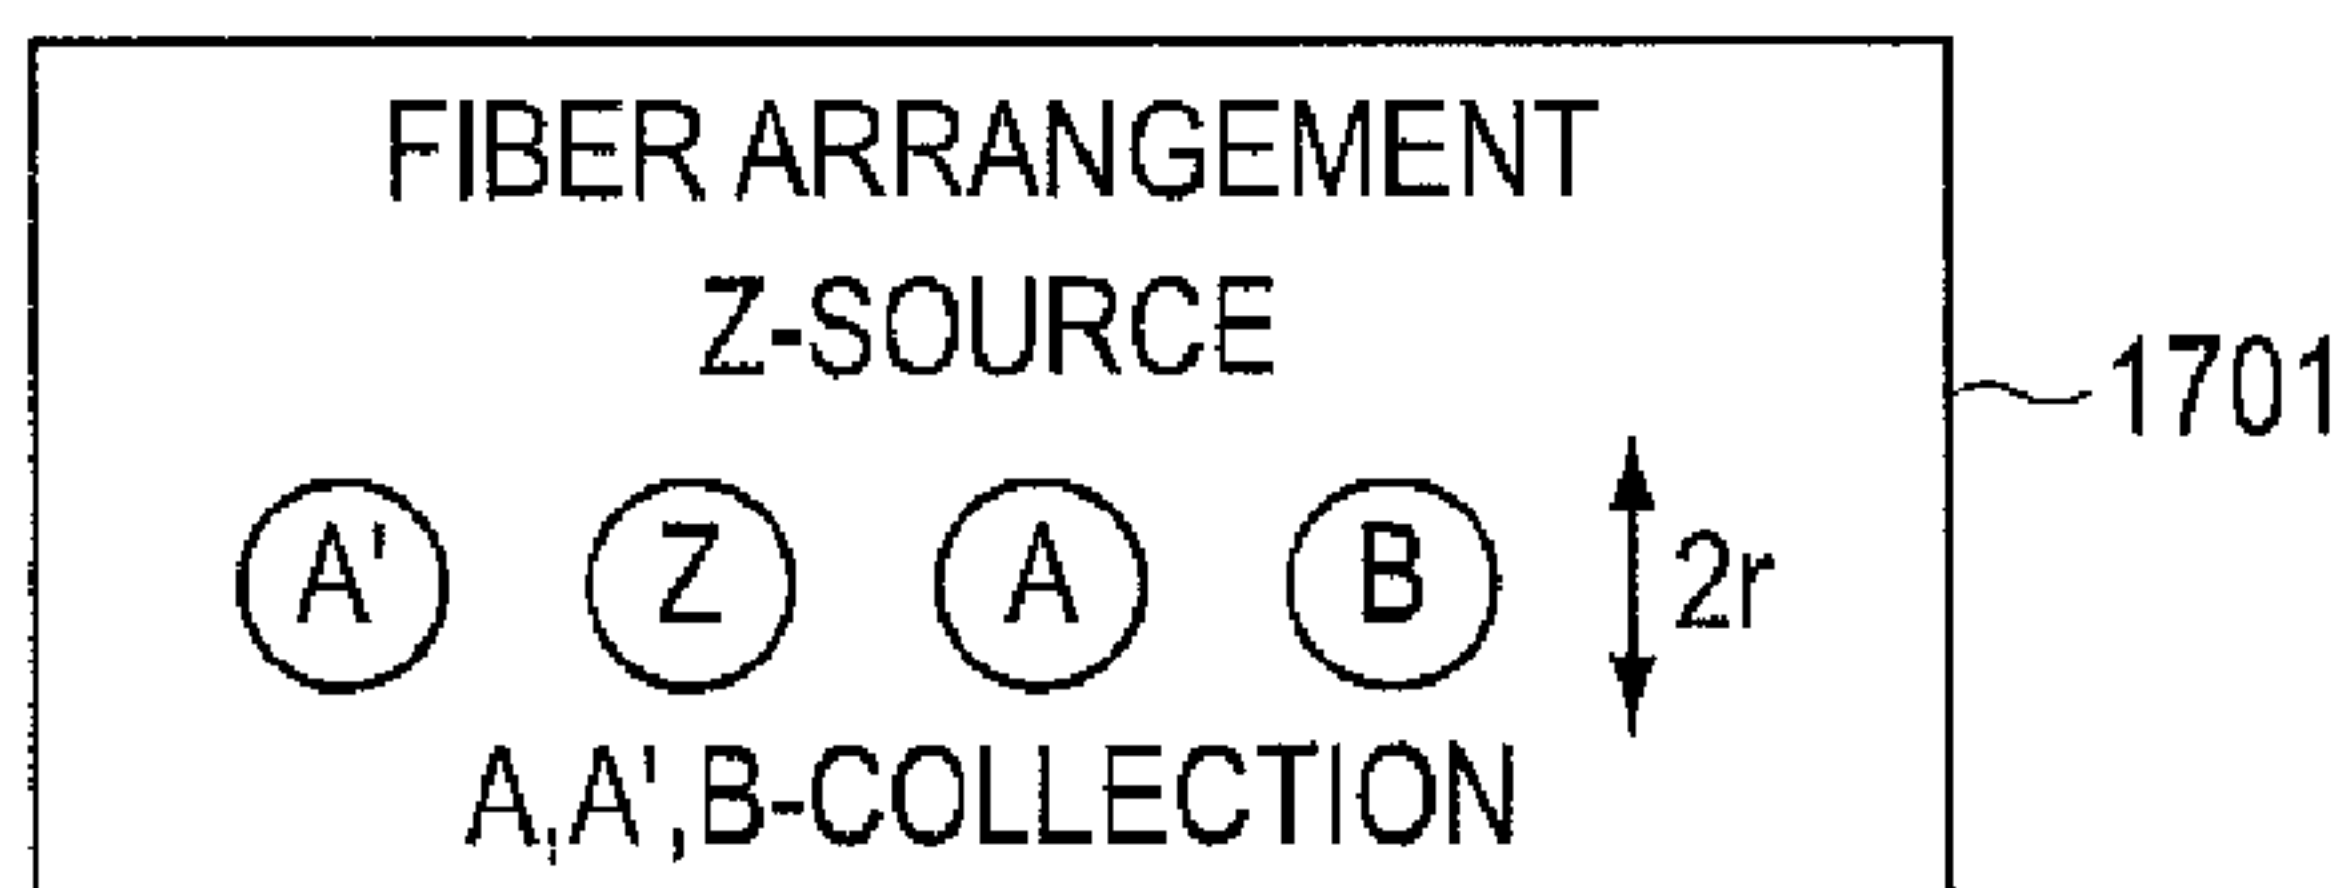 FIBER ARRANGEMENT
Z-SOURCE
1701
A' Z A B 2r
A,A',B-COLLECTION